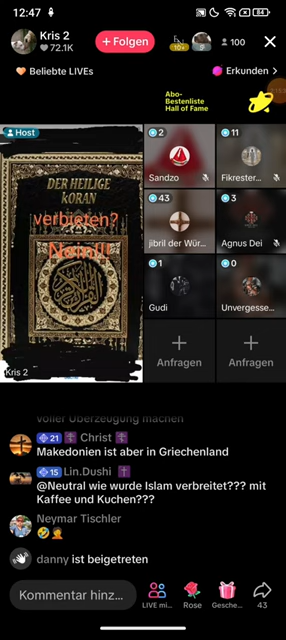 12:47
84
Kris 2
72.1K
+ Folgen
10+
100
Beliebte LIVEs
Erkunden >
Abo-
Bestenliste
Hall of Fame
Host
DER HEILIGE
KORAN
verbieten?
Nein!!!
Kris 2
2
Sandzo
11
Fikrester...
43
jibril der Wür...
3
Agnus Dei
1
Gudi
0
Unvergesse...
Anfragen
Anfragen
voller Überzeugung machen
21 ☦ Christ ☦
Makedonien ist aber in Griechenland
15 Lin.Dushi ✝
@Neutral wie wurde Islam verbreitet??? mit
Kaffee und Kuchen???
Neymar Tischler
🤣🤦
danny ist beigetreten
Kommentar hinz...
LIVE mi...
Rose
Gesche...
43